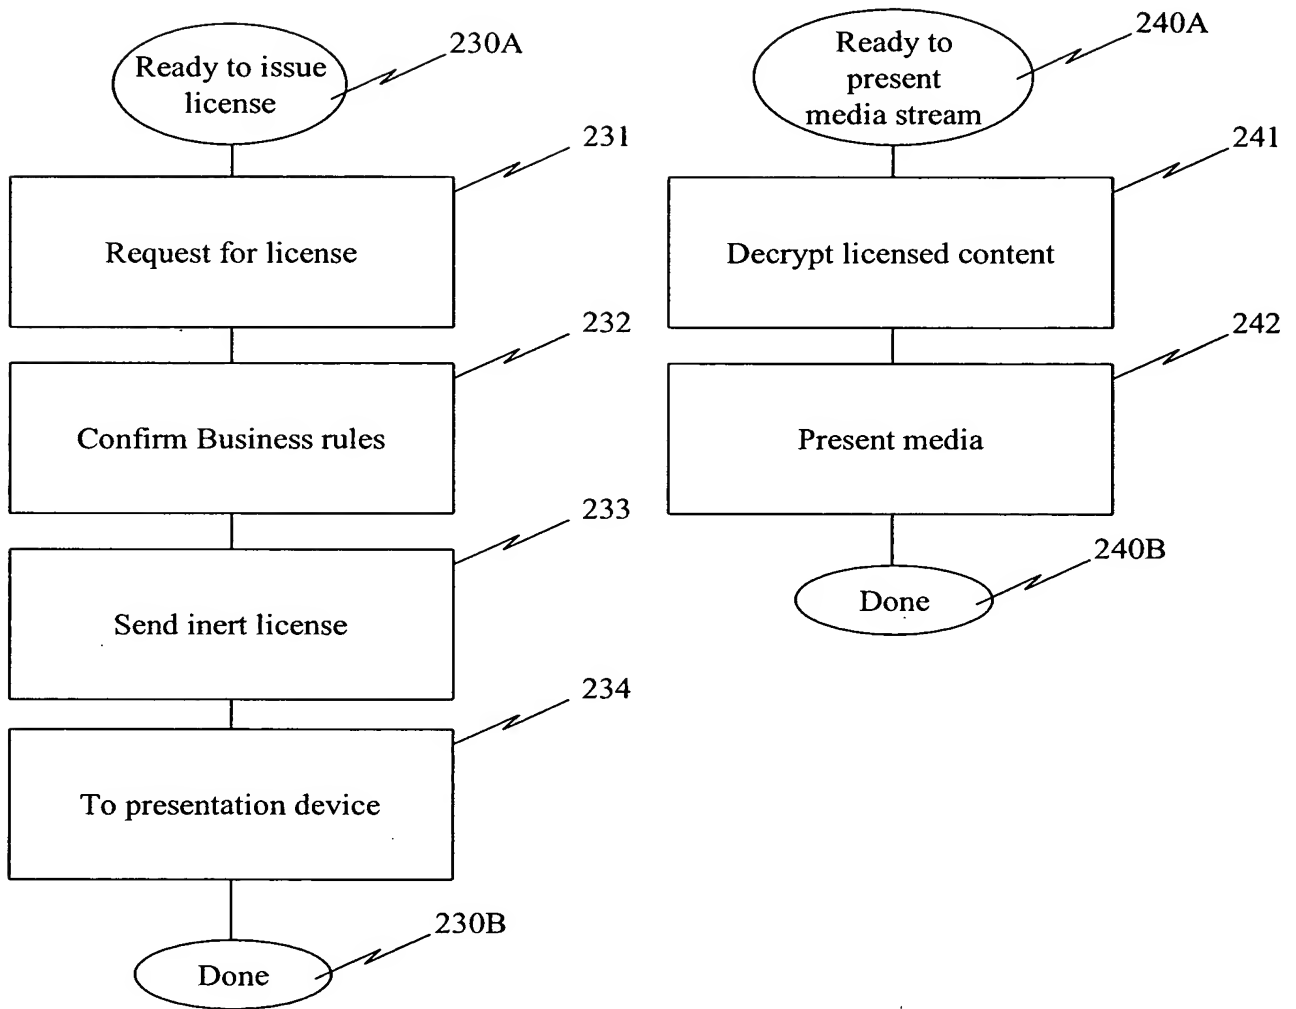 Ready to issue
license
230A
Request for license
231
Confirm Business rules
232
Send inert license
233
To presentation device
234
Done
230B
Ready to
present
media stream
240A
Decrypt licensed content
241
Present media
242
Done
240B